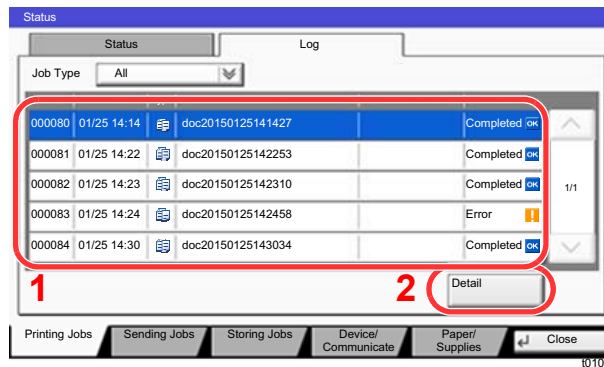 Status
Status Log
Job Type All
000080 01/25 14:14 doc20150125141427 Completed OK
000081 01/25 14:22 doc20150125142253 Completed OK
000082 01/25 14:23 doc20150125142310 Completed OK 1/1
000083 01/25 14:24 doc20150125142458 Error !
000084 01/25 14:30 doc20150125143034 Completed OK
1 2 Detail
Printing Jobs Sending Jobs Storing Jobs Device/ Communicate Paper/ Supplies Close
t010